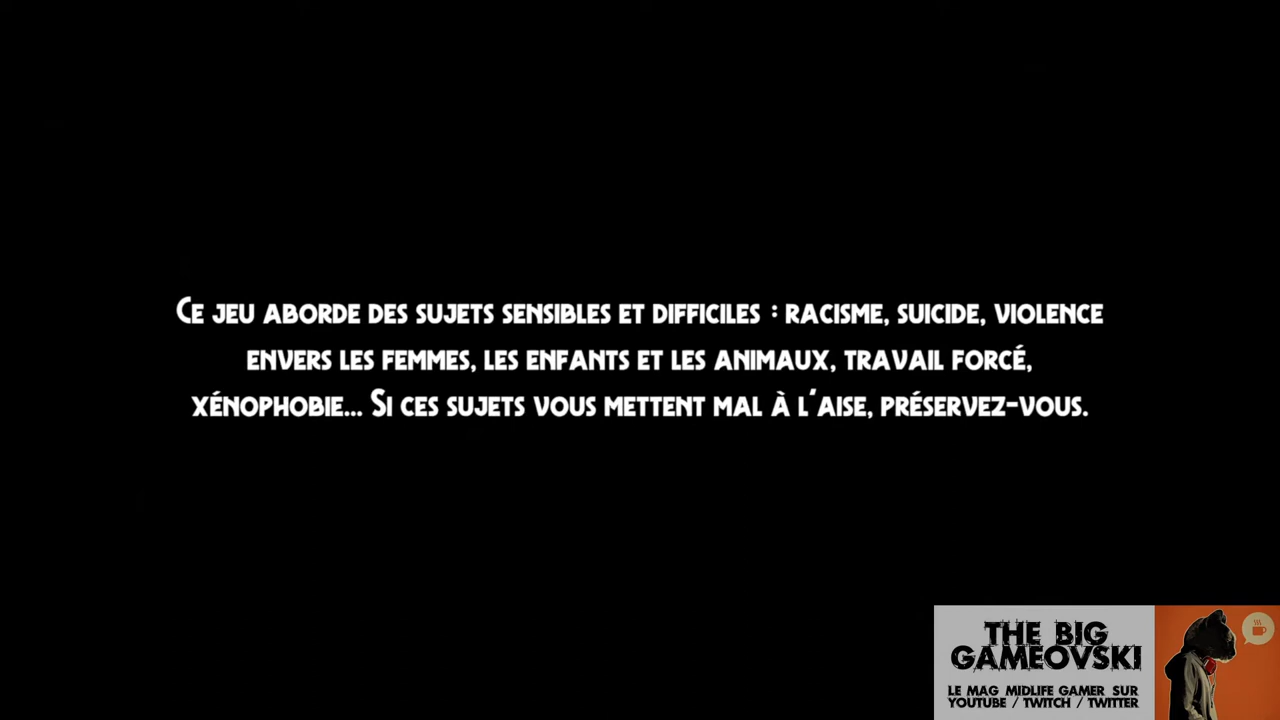 Ce jeu aborde des sujets sensibles et difficiles : racisme, suicide, violence
envers les femmes, les enfants et les animaux, travail forcé,
xénophobie... Si ces sujets vous mettent mal à l'aise, préservez-vous.
THE BIG
GAMEOVSKI
LE MAG MIDLIFE GAMER SUR
YOUTUBE / TWITCH / TWITTER